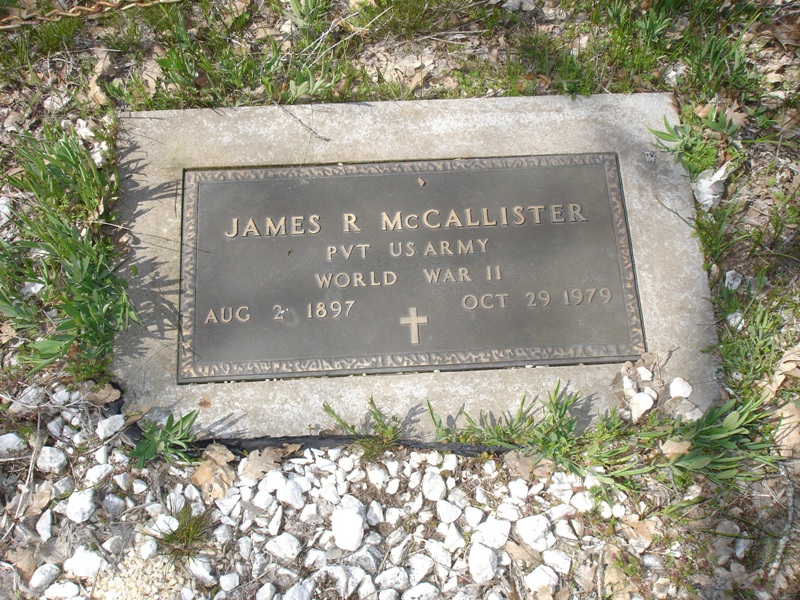 JAMES R McCALLISTER
PVT US ARMY
WORLD WAR II
AUG 2 1897 OCT 29 1979